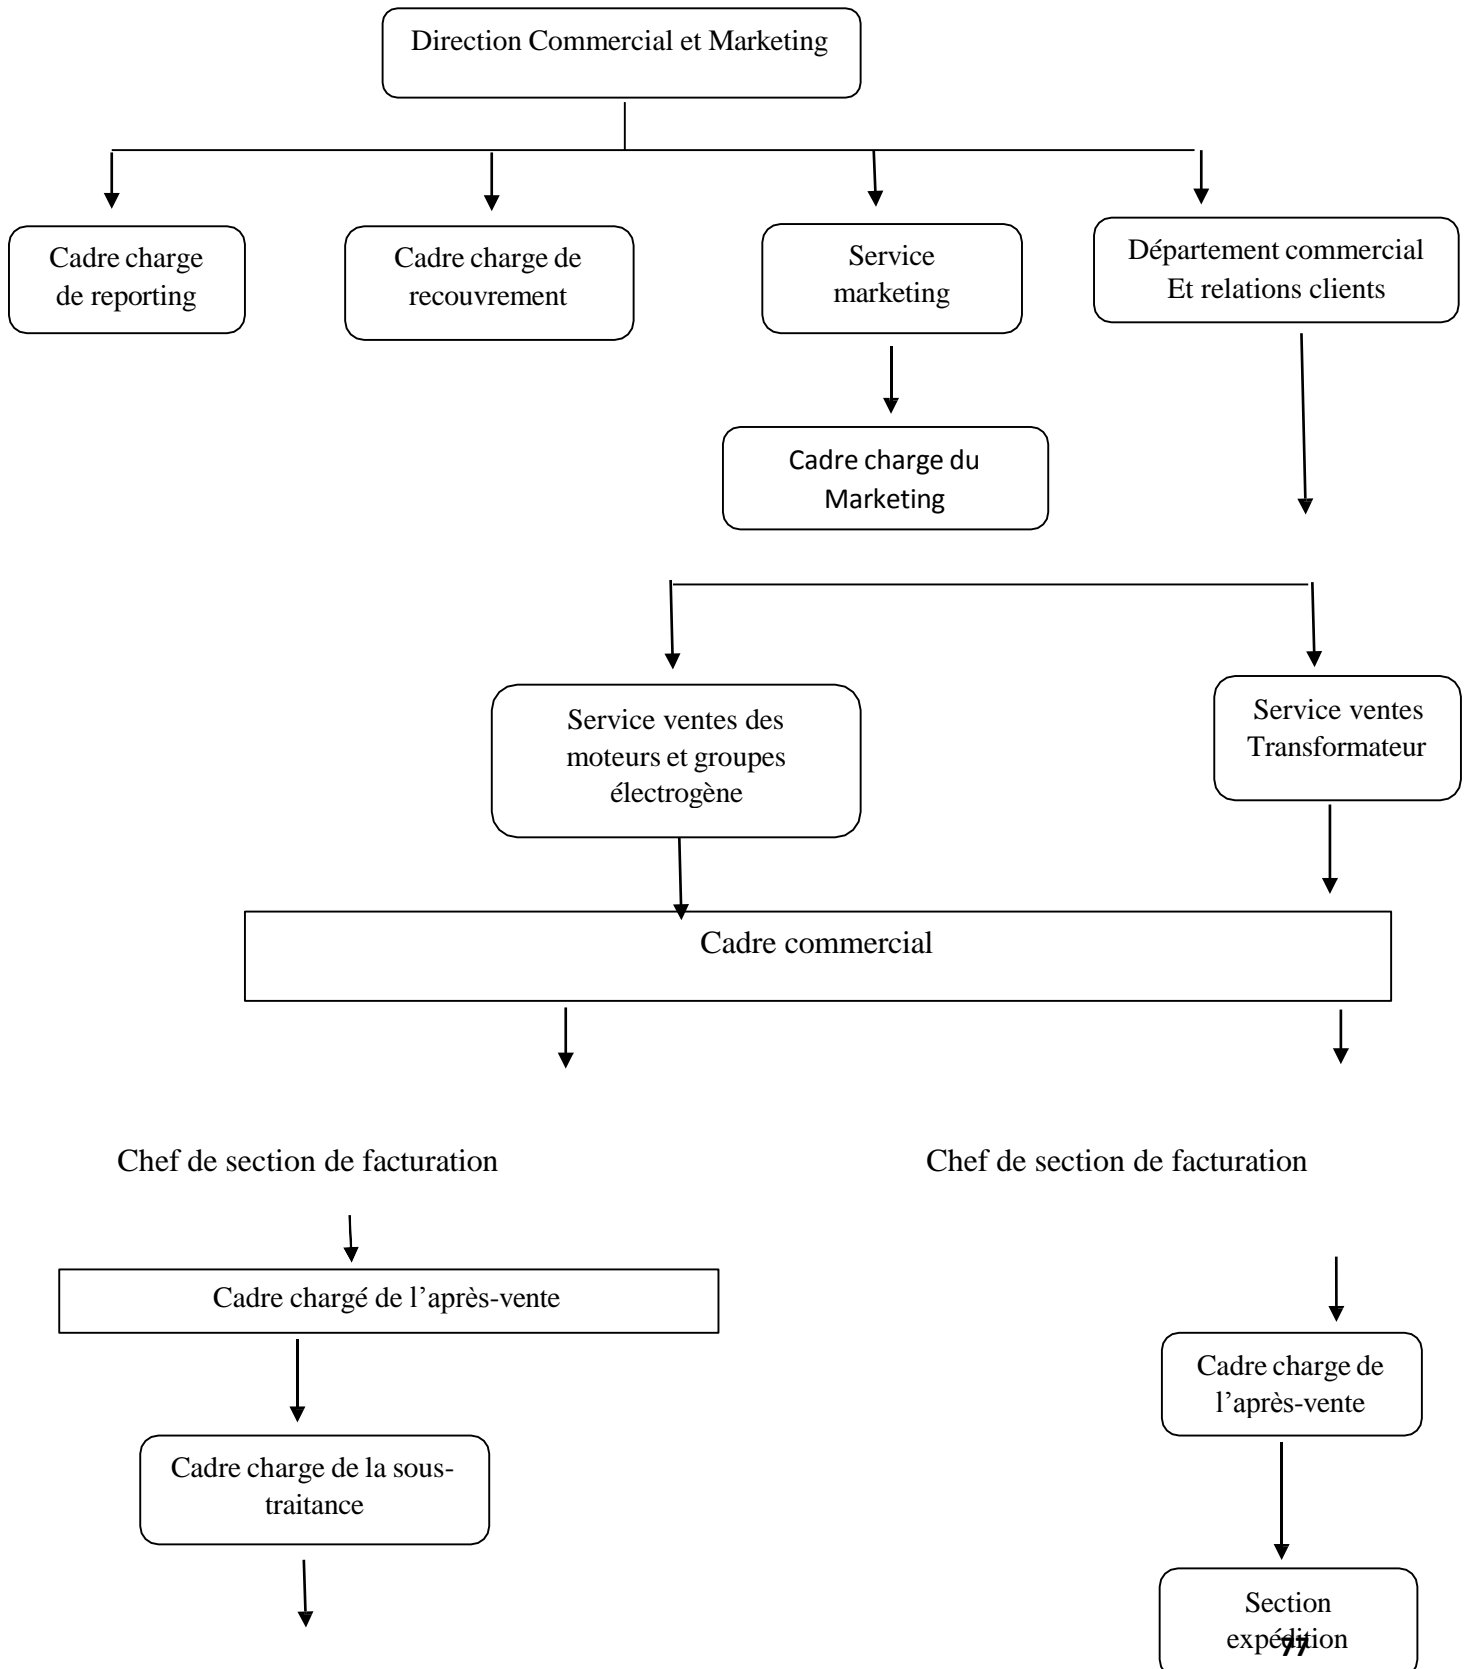 Direction Commercial et Marketing
Cadre charge
de reporting
Cadre charge de
recouvrement
Service
marketing
Département commercial
Et relations clients
Cadre charge du
Marketing
Service ventes des
moteurs et groupes
électrogène
Service ventes
Transformateur
Cadre commercial
Chef de section de facturation
Chef de section de facturation
Cadre chargé de l’après-vente
Cadre charge de
l’après-vente
Cadre charge de la sous-
traitance
Section
expédition
77